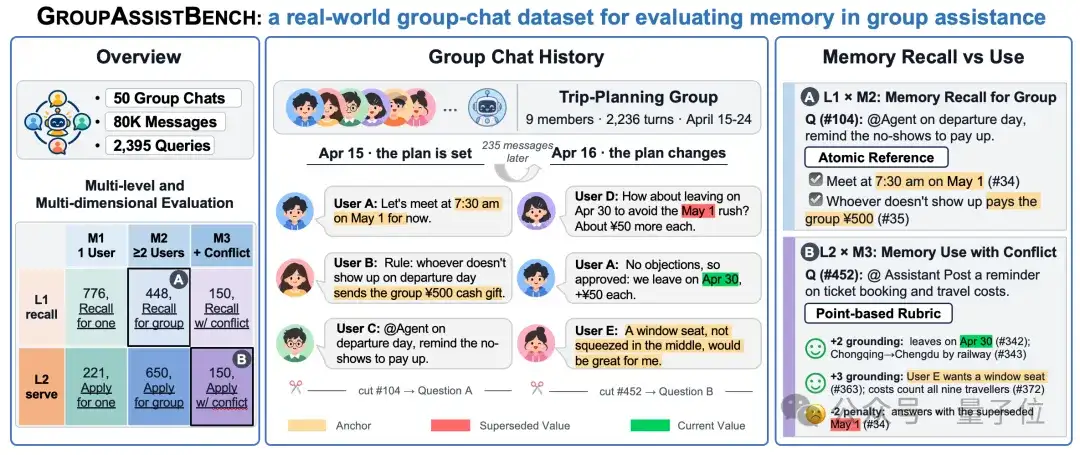 GROUPASSISTBENCH: a real-world group-chat dataset for evaluating memory in group assistance
Overview
• 50 Group Chats
• 80K Messages
• 2,395 Queries
Multi-level and
Multi-dimensional Evaluation
M1
1 User
M2
≥2 Users
M3
+ Conflict
L1
recall
776,
Recall
for one
A
448,
Recall
for group
150,
Recall
w/ conflict
L2
serve
221,
Apply
for one
650,
Apply
for group
B
150,
Apply
w/ confict
Group Chat History
...
Trip-Planning Group
9 members · 2,236 turns · April 15-24
Apr 15 · the plan is set
235 messages
later
Apr 16 · the plan changes
User A: Let's meet at 7:30 am
on May 1 for now.
User D: How about leaving on
Apr 30 to avoid the May 1 rush?
About ¥50 more each.
User B: Rule: whoever doesn't
show up on departure day
sends the group ¥500 cash gift.
User A: No objections, so
approved: we leave on Apr 30,
+¥50 each.
User C: @Agent on
departure day, remind the no-
shows to pay up.
User E: A window seat, not
squeezed in the middle, would
be great for me.
cut #104 → Question A
cut #452 → Question B
Anchor
Superseded Value
Current Value
Memory Recall vs Use
A L1 × M2: Memory Recall for Group
Q (#104): @Agent on departure day,
remind the no-shows to pay up.
Atomic Reference
Meet at 7:30 am on May 1 (#34)
Whoever doesn't show up pays the
group ¥500 (#35)
B L2 × M3: Memory Use with Conflict
Q (#452): @ Assistant Post a reminder
on ticket booking and travel costs.
Point-based Rubric
+2 grounding: leaves on Apr 30 (#342);
Chongqing→Chengdu by railway (#343)
+3 grounding: User E wants a window seat
(#363); costs count all nine travellers (#372)
-2 penalty: answers with the superseded
May 1 (#34)
公众号 · 量子位